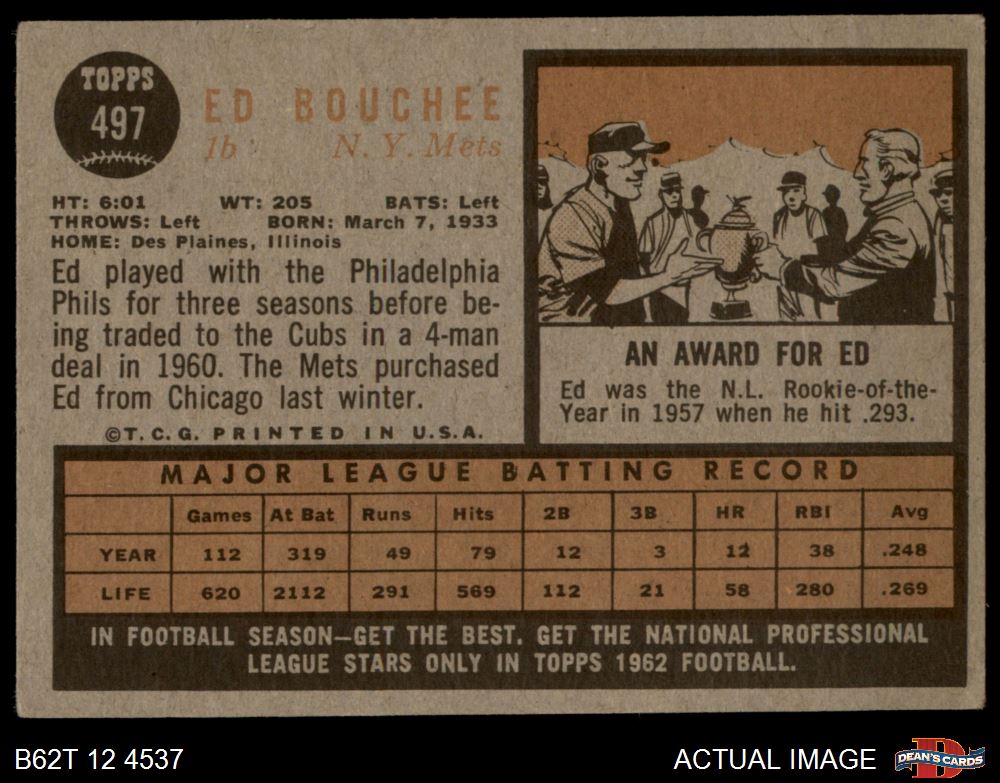 TOPPS
497
ED BOUCHEE
1b N. Y. Mets
HT: 6:01 WT: 205 BATS: Left
THROWS: Left BORN: March 7, 1933
HOME: Des Plaines, Illinois
Ed played with the Philadelphia
Phils for three seasons before be-
ing traded to the Cubs in a 4-man
deal in 1960. The Mets purchased
Ed from Chicago last winter.
©T. C. G. PRINTED IN U. S. A.
AN AWARD FOR ED
Ed was the N.L. Rookie-of-the-
Year in 1957 when he hit .293.
MAJOR LEAGUE BATTING RECORD
Games At Bat Runs Hits 2B 3B HR RBI Avg
YEAR 112 319 49 79 12 3 12 38 .248
LIFE 620 2112 291 569 112 21 58 280 .269
IN FOOTBALL SEASON—GET THE BEST. GET THE NATIONAL PROFESSIONAL
LEAGUE STARS ONLY IN TOPPS 1962 FOOTBALL.
B62T 12 4537 ACTUAL IMAGE
D
DEAN'S CARDS